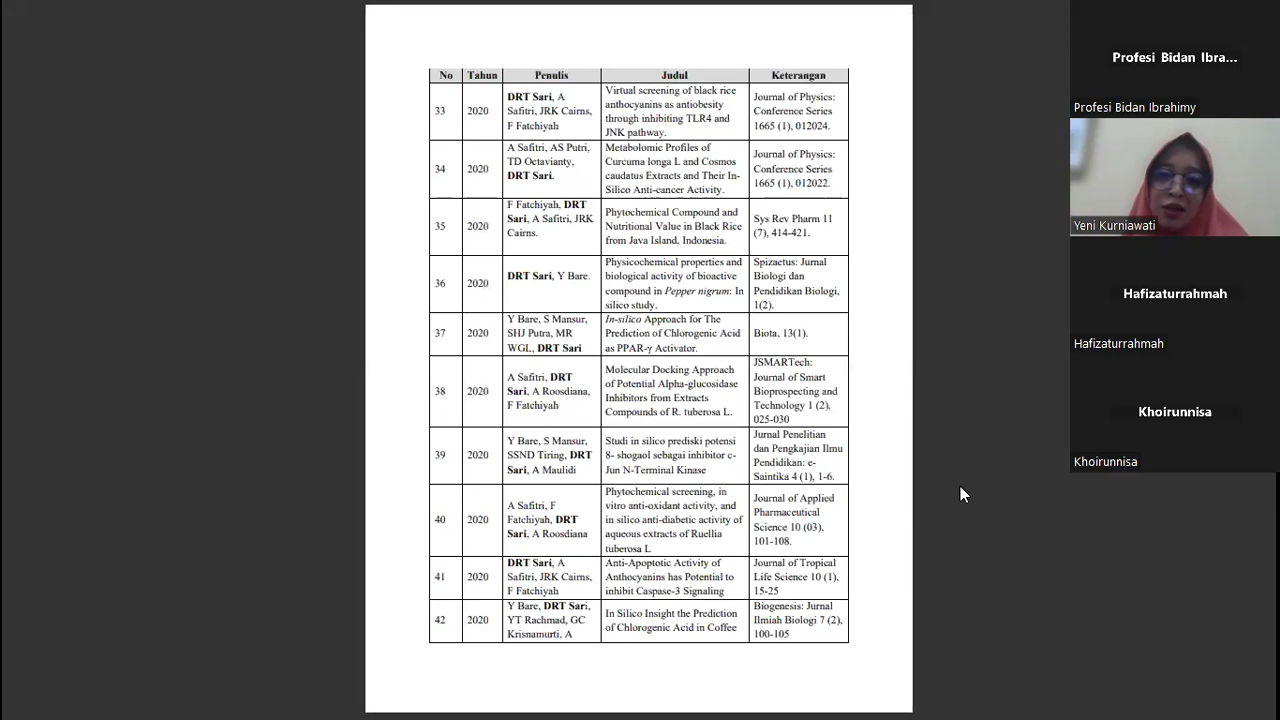 No Tahun Penulis Judul Keterangan
33 2020 DRT Sari, A Safitri, JRK Cairns, F Fatchiyah Virtual screening of black rice anthocyanins as antiobesity through inhibiting TLR4 and JNK pathway. Journal of Physics: Conference Series 1665 (1), 012024.
34 2020 A Safitri, AS Putri, TD Octavianty, DRT Sari. Metabolomic Profiles of Curcuma longa L and Cosmos caudatus Extracts and Their In-Silico Anti-cancer Activity. Journal of Physics: Conference Series 1665 (1), 012022.
35 2020 F Fatchiyah, DRT Sari, A Safitri, JRK Cairns. Phytochemical Compound and Nutritional Value in Black Rice from Java Island, Indonesia. Sys Rev Pharm 11 (7), 414-421.
36 2020 DRT Sari, Y Bare. Physicochemical properties and biological activity of bioactive compound in Pepper nigrum: In silico study. Spizaetus: Jurnal Biologi dan Pendidikan Biologi, 1(2).
37 2020 Y Bare, S Mansur, SHJ Putra, MR WGL, DRT Sari In-silico Approach for The Prediction of Chlorogenic Acid as PPAR-γ Activator. Biota, 13(1).
38 2020 A Safitri, DRT Sari, A Roosdiana, F Fatchiyah Molecular Docking Approach of Potential Alpha-glucosidase Inhibitors from Extracts Compounds of R. tuberosa L. JSMARTech: Journal of Smart Bioprospecting and Technology 1 (2), 025-030
39 2020 Y Bare, S Mansur, SSND Tiring, DRT Sari, A Maulidi Studi in silico prediski potensi 8- shogaol sebagai inhibitor c-Jun N-Terminal Kinase Jurnal Penelitian dan Pengkajian Ilmu Pendidikan: e-Saintika 4 (1), 1-6.
40 2020 A Safitri, F Fatchiyah, DRT Sari, A Roosdiana Phytochemical screening, in vitro anti-oxidant activity, and in silico anti-diabetic activity of aqueous extracts of Ruellia tuberosa L Journal of Applied Pharmaceutical Science 10 (03), 101-108.
41 2020 DRT Sari, A Safitri, JRK Cairns, F Fatchiyah Anti-Apoptotic Activity of Anthocyanins has Potential to inhibit Caspase-3 Signaling Journal of Tropical Life Science 10 (1), 15-25
42 2020 Y Bare, DRT Sari, YT Rachmad, GC Krisnamurti, A In Silico Insight the Prediction of Chlorogenic Acid in Coffee Biogenesis: Jurnal Ilmiah Biologi 7 (2), 100-105
Profesi Bidan Ibra...
Profesi Bidan Ibrahimy
Yeni Kurniawati
Hafizaturrahmah
Hafizaturrahmah
Khoirunnisa
Khoirunnisa